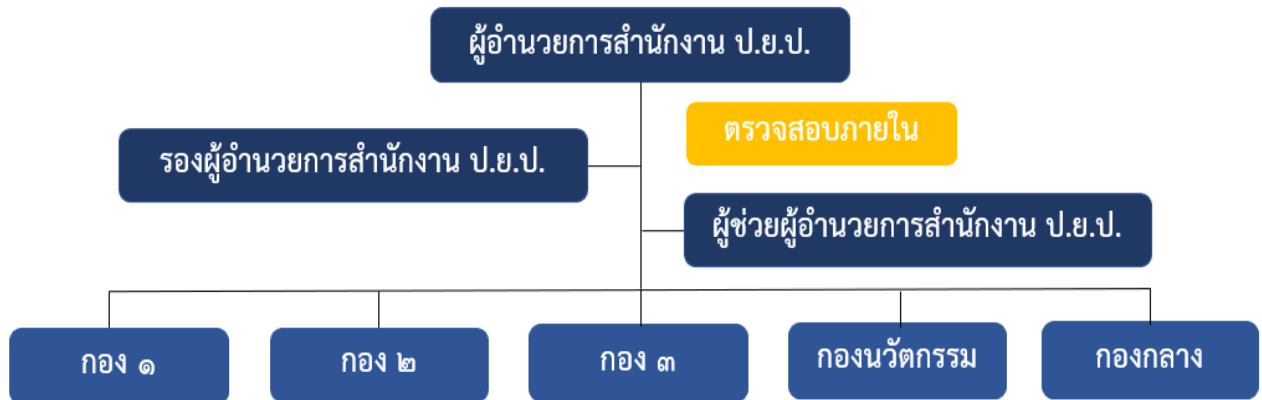 ผู้อำนวยการสำนักงาน ป.ย.ป.
ตรวจสอบภายใน
รองผู้อำนวยการสำนักงาน ป.ย.ป.
ผู้ช่วยผู้อำนวยการสำนักงาน ป.ย.ป.
กอง ๑
กอง ๒
กอง ๓
กองนวัตกรรม
กองกลาง